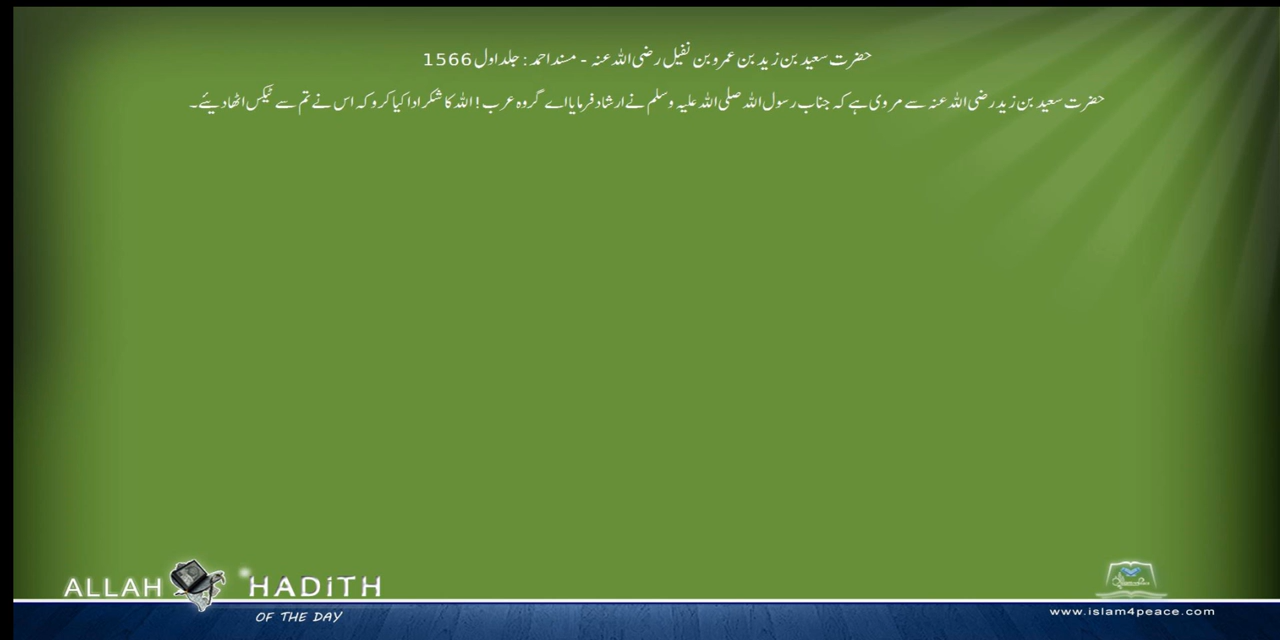 حضرت سعید بن زید بن عمرو بن نفیل رضی اللہ عنہ - مسند احمد : جلد اول 1566
حضرت سعید بن زید رضی اللہ عنہ سے مروی ہے کہ جناب رسول اللہ صلی اللہ علیہ وسلم نے ارشاد فرمایا اے گروہ عرب ! اللہ کا شکر ادا کیا کرو کہ اس نے تم سے ٹیکس اٹھا دیئے۔
ALLAH HADITH
OF THE DAY
www.islam4peace.com